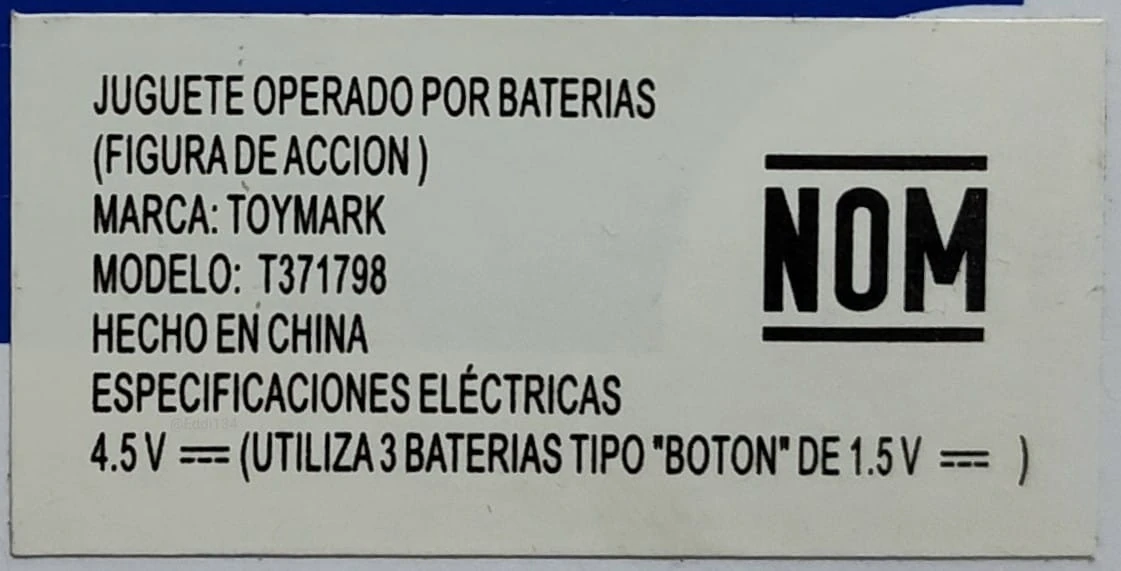 JUGUETE OPERADO POR BATERIAS
(FIGURA DE ACCION )
MARCA: TOYMARK
MODELO: T371798
HECHO EN CHINA
ESPECIFICACIONES ELÉCTRICAS
@Eddi134
4.5 V ⎓ (UTILIZA 3 BATERIAS TIPO "BOTON" DE 1.5 V ⎓ )
NOM